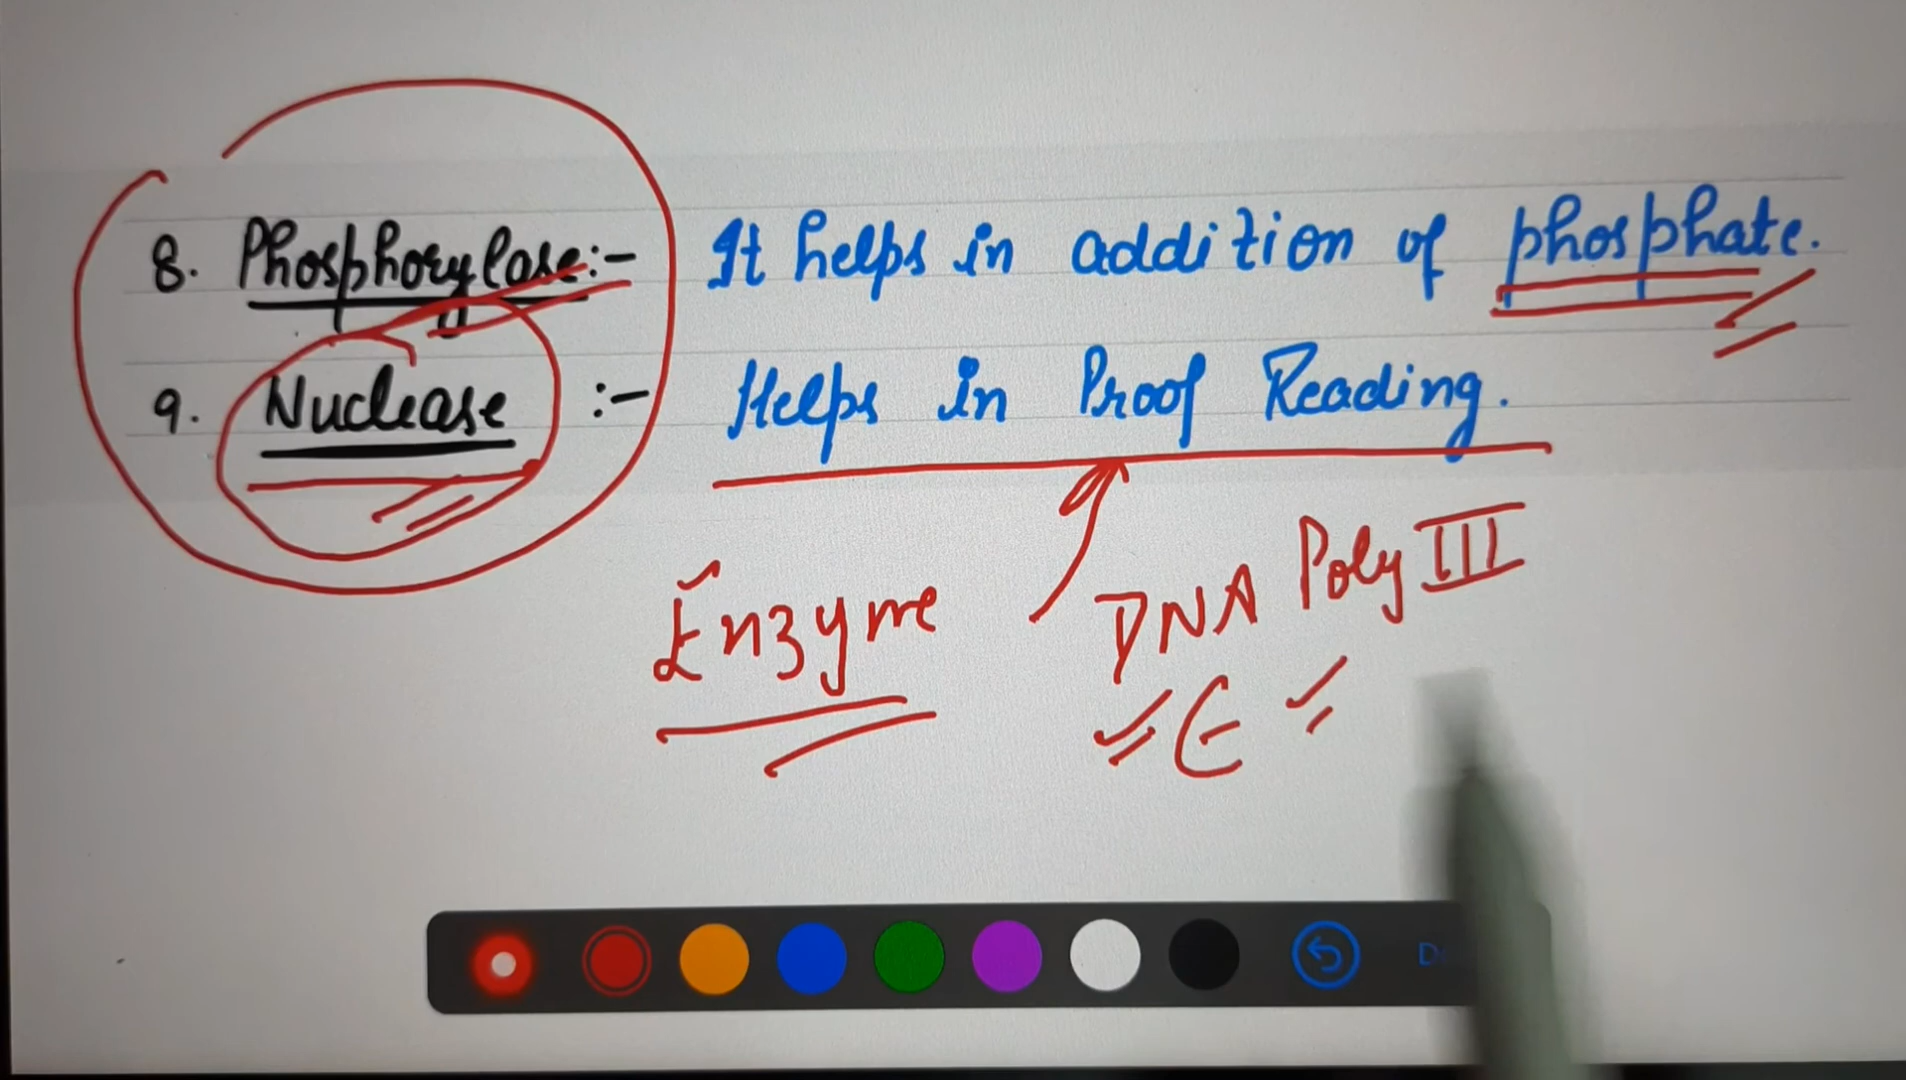 8. Phosphorylase:- It helps in addition of phosphate.
9. Nuclease :- Helps in Proof Reading.
Enzyme
DNA Poly III
E